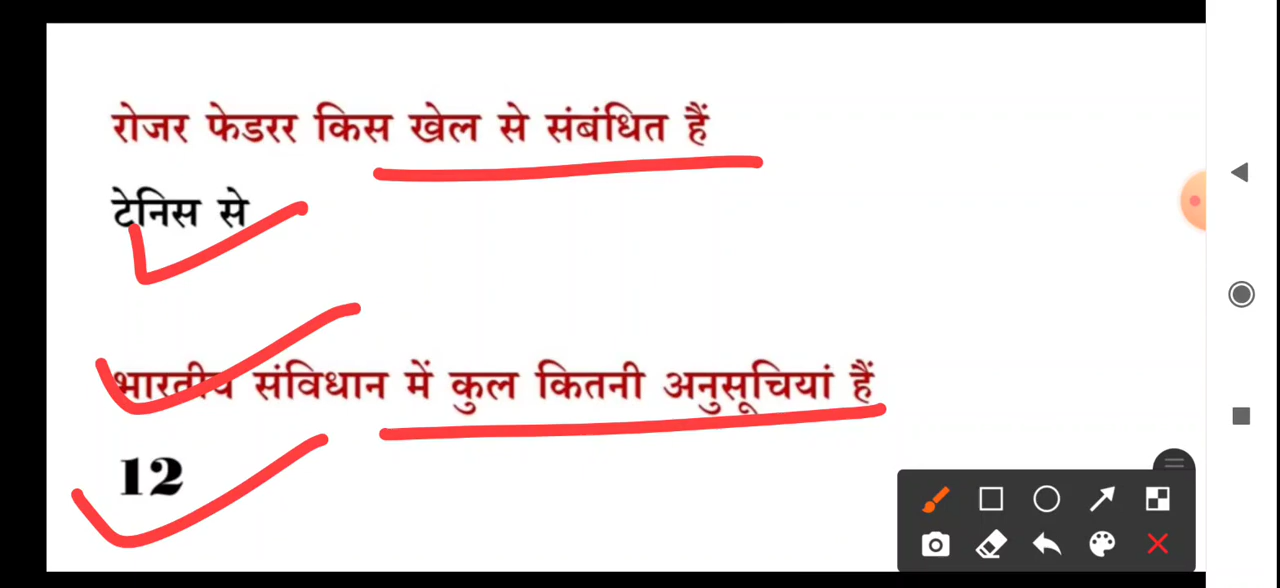 रोजर फेडरर किस खेल से संबंधित हैं
टेनिस से
भारतीय संविधान में कुल कितनी अनुसूचियां हैं
12